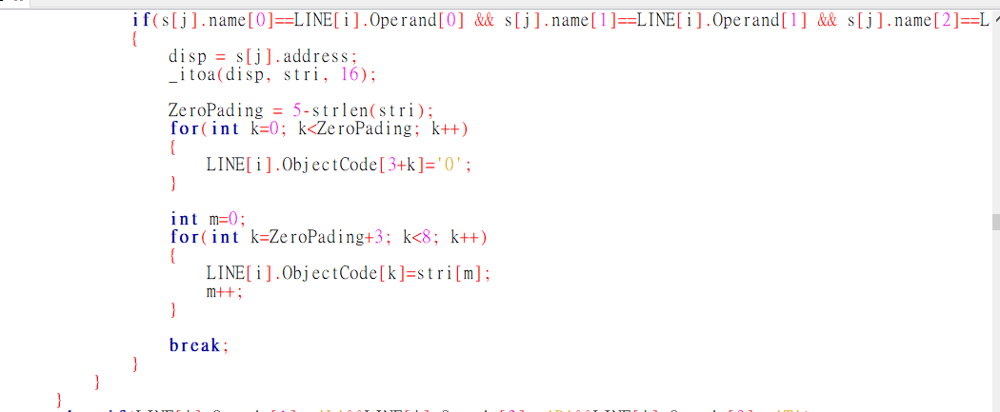 if(s[j].name[0]==LINE[i].Operand[0] && s[j].name[1]==LINE[i].Operand[1] && s[j].name[2]==L
{
disp = s[j].address;
_itoa(disp, stri, 16);
ZeroPading = 5-strlen(stri);
for(int k=0; k<ZeroPading; k++)
{
LINE[i].ObjectCode[3+k]='0';
}
int m=0;
for(int k=ZeroPading+3; k<8; k++)
{
LINE[i].ObjectCode[k]=stri[m];
m++;
}
break;
}
}
}